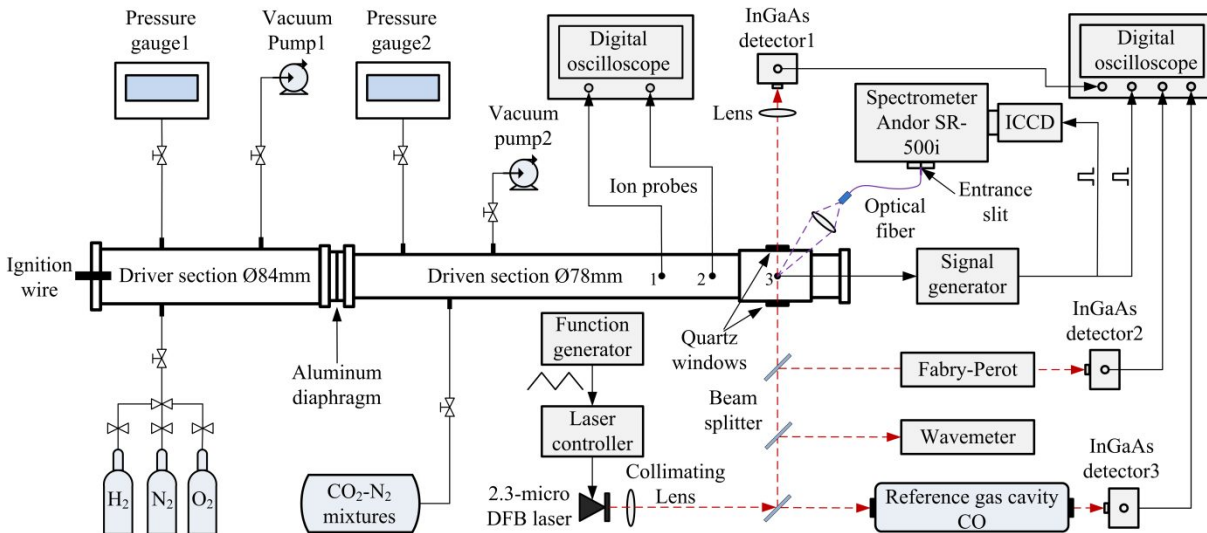 Pressure
gauge1
Vacuum
Pump1
Pressure
gauge2
Digital
oscilloscope
InGaAs
detector1
Digital
oscilloscope
Lens
Spectrometer
Andor SR-
500i
ICCD
Vacuum
pump2
Ion probes
Entrance
slit
Optical
fiber
Ignition
wire
Driver section Ø84mm
Driven section Ø78mm
1
2
3
Signal
generator
InGaAs
detector2
Quartz
windows
Function
generator
Aluminum
diaphragm
Fabry-Perot
Beam
splitter
Laser
controller
Wavemeter
InGaAs
detector3
H₂
N₂
O₂
CO₂-N₂
mixtures
2.3-micro
DFB laser
Collimating
Lens
Reference gas cavity
CO